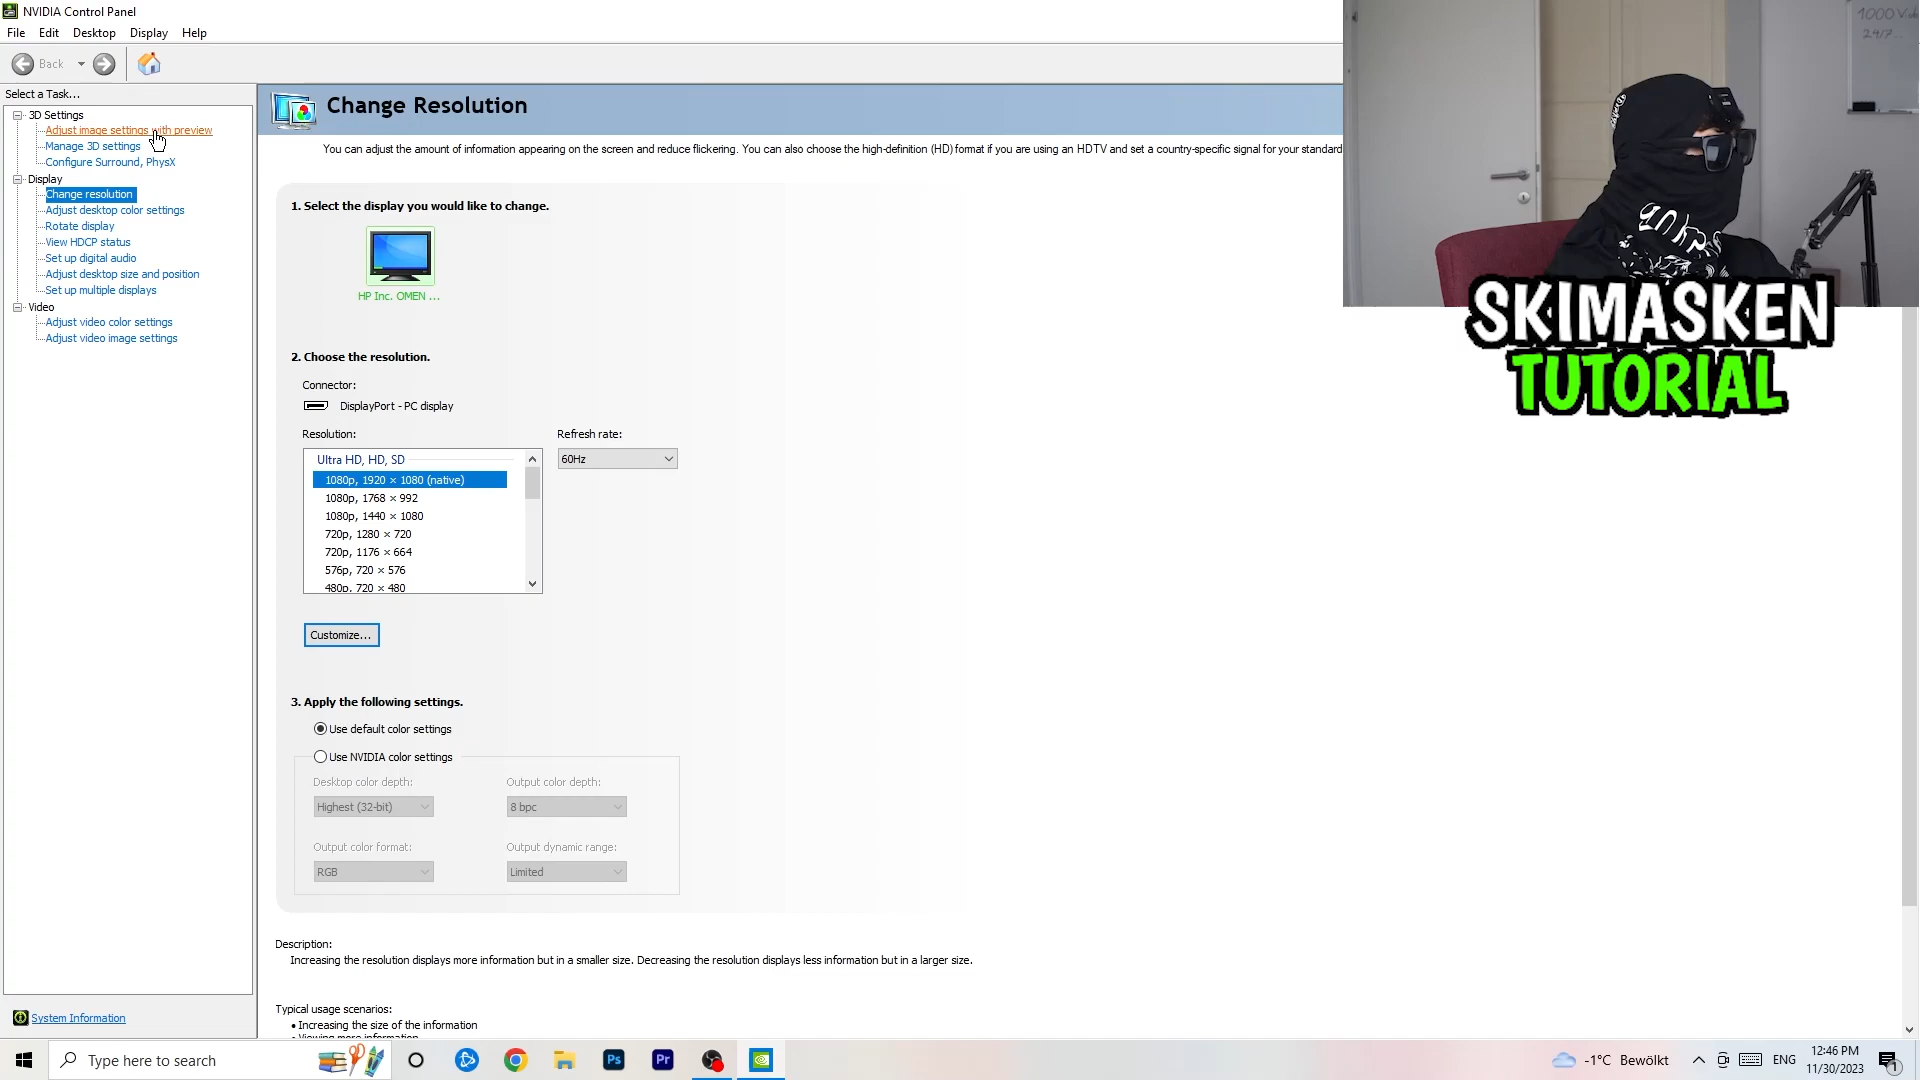 NVIDIA Control Panel
File Edit Desktop Display Help
Back
Select a Task...
3D Settings
Adjust image settings with preview
Manage 3D settings
Configure Surround, PhysX
Display
Change resolution
Adjust desktop color settings
Rotate display
View HDCP status
Set up digital audio
Adjust desktop size and position
Set up multiple displays
Video
Adjust video color settings
Adjust video image settings
System Information
Change Resolution
You can adjust the amount of information appearing on the screen and reduce flickering. You can also choose the high-definition (HD) format if you are using an HDTV and set a country-specific signal for your standard
1. Select the display you would like to change.
HP Inc. OMEN ...
2. Choose the resolution.
Connector:
DisplayPort - PC display
Resolution:
Refresh rate:
Ultra HD, HD, SD
60Hz
1080p, 1920 × 1080 (native)
1080p, 1768 × 992
1080p, 1440 × 1080
720p, 1280 × 720
720p, 1176 × 664
576p, 720 × 576
480p, 720 × 480
Customize...
3. Apply the following settings.
Use default color settings
Use NVIDIA color settings
Desktop color depth:
Output color depth:
Highest (32-bit)
8 bpc
Output color format:
Output dynamic range:
RGB
Limited
Description:
Increasing the resolution displays more information but in a smaller size. Decreasing the resolution displays less information but in a larger size.
Typical usage scenarios:
• Increasing the size of the information
1000 V
24/7
SKIMASKEN
TUTORIAL
Type here to search
Ps
Pr
-1°C Bewölkt
ENG
12:46 PM
11/30/2023
1